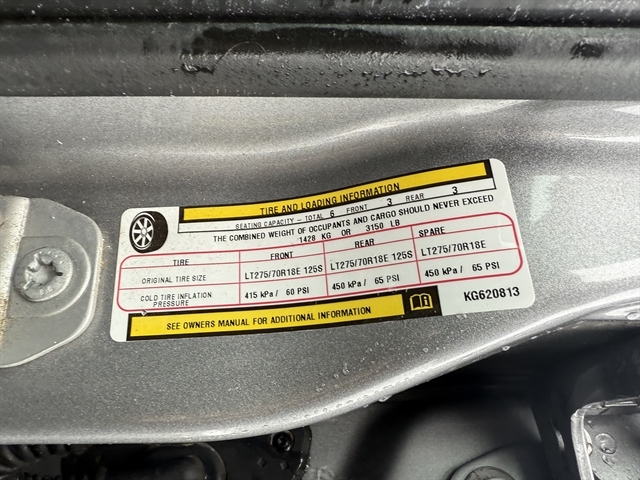 TIRE AND LOADING INFORMATION
SEATING CAPACITY - TOTAL 6 FRONT 3 REAR 3
THE COMBINED WEIGHT OF OCCUPANTS AND CARGO SHOULD NEVER EXCEED
1428 KG OR 3150 LB
TIRE FRONT REAR SPARE
ORIGINAL TIRE SIZE LT275/70R18E 125S LT275/70R18E 125S LT275/70R18E
COLD TIRE INFLATION PRESSURE 415 kPa / 60 PSI 450 kPa / 65 PSI 450 kPa / 65 PSI
SEE OWNERS MANUAL FOR ADDITIONAL INFORMATION
KG620813